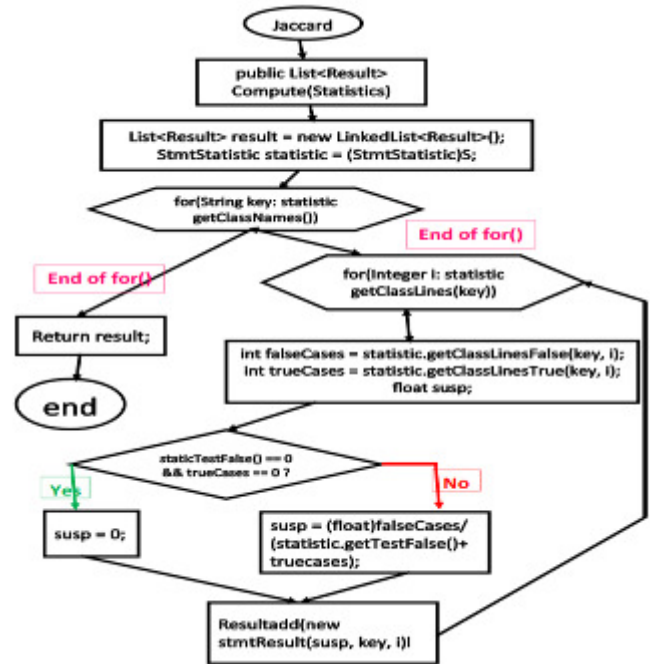 Jaccard
public List<Result>
Compute(Statistics)
List<Result> result = new LinkedList<Result>{};
StmtStatistic statistic = (StmtStatistic)S;
for(String key: statistic
getClassNames())
End of for()
End of for()
for(Integer i: statistic
getClassLines(key))
Return result;
end
int falseCases = statistic.getClassLinesFalse(key, i);
int trueCases = statistic.getClassLinesTrue(key, i);
float susp;
staticTestFalse() == 0
&& trueCases == 0 ?
Yes
No
susp = 0;
susp = (float)falseCases/
(statistic.getTestFalse()+
truecases);
Resultadd(new
stmtResult(susp, key, i)l